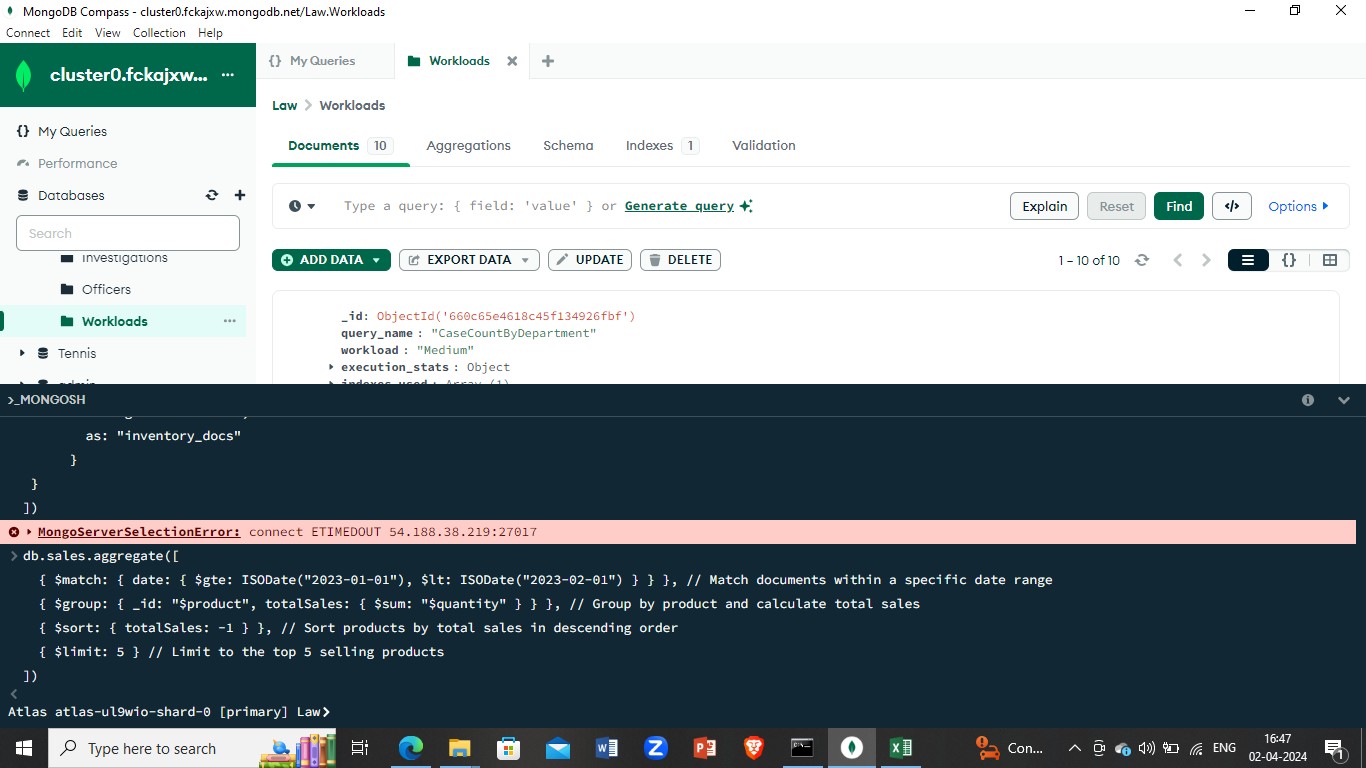 MongoDB Compass - cluster0.fckajxw.mongodb.net/Law.Workloads
Connect Edit View Collection Help
cluster0.fckajxw... ···
{} My Queries
Workloads
My Queries
Performance
Databases
Search
Investigations
Officers
Workloads ···
Tennis
admin
Law > Workloads
Documents 10 Aggregations Schema Indexes 1 Validation
Type a query: { field: 'value' } or Generate query
Explain Reset Find </> Options
ADD DATA EXPORT DATA UPDATE DELETE
1 – 10 of 10 {}
_id: ObjectId('660c65e4618c45f134926fbf')
query_name : "CaseCountByDepartment"
workload : "Medium"
execution_stats : Object
indexes_used : Array (1)
>_MONGOSH
as: "inventory_docs"
}
}
])
MongoServerSelectionError: connect ETIMEDOUT 54.188.38.219:27017
db.sales.aggregate([
{ $match: { date: { $gte: ISODate("2023-01-01"), $lt: ISODate("2023-02-01") } } }, // Match documents within a specific date range
{ $group: { _id: "$product", totalSales: { $sum: "$quantity" } } }, // Group by product and calculate total sales
{ $sort: { totalSales: -1 } }, // Sort products by total sales in descending order
{ $limit: 5 } // Limit to the top 5 selling products
])
<
Atlas atlas-ul9wio-shard-0 [primary] Law>
Type here to search
Con...
ENG
16:47
02-04-2024
1